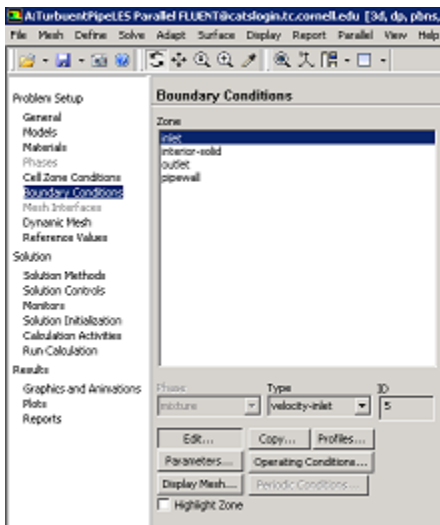 A:TurbuentPipeLES Parallel FLUENT@catslogin.tc.cornell.edu [3d, dp, pbns,
File Mesh Define Solve Adapt Surface Display Report Parallel View Help
Problem Setup
General
Models
Materials
Phases
Cell Zone Conditions
Boundary Conditions
Mesh Interfaces
Dynamic Mesh
Reference Values
Solution
Solution Methods
Solution Controls
Monitors
Solution Initialization
Calculation Activities
Run Calculation
Results
Graphics and Animations
Plots
Reports
Boundary Conditions
Zone
inlet
interior-solid
outlet
pipewall
Phase Type ID
mixture velocity-inlet 5
Edit... Copy... Profiles...
Parameters... Operating Conditions...
Display Mesh... Periodic Conditions...
Highlight Zone